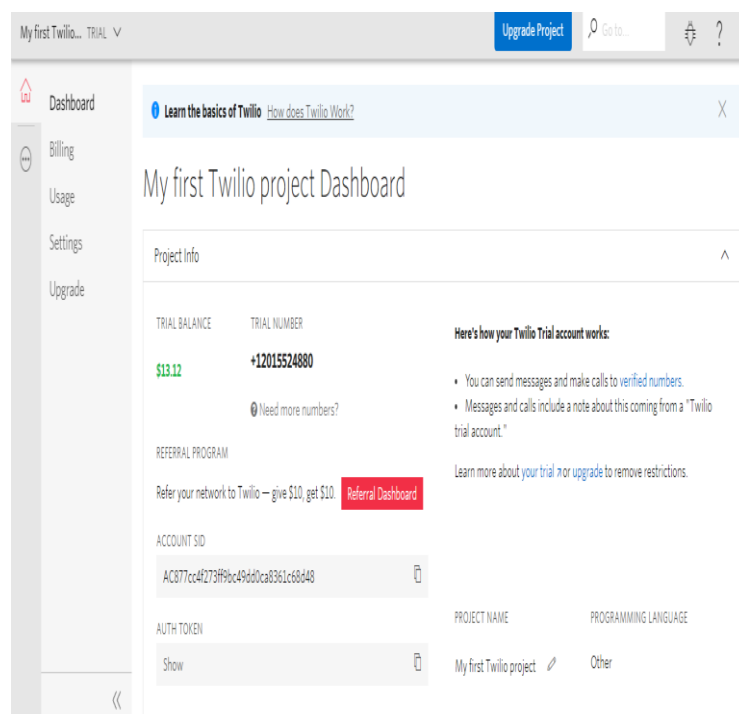 My first Twilio... TRIAL
Upgrade Project
Go to...
?
Dashboard
Billing
Usage
Settings
Upgrade
Learn the basics of Twilio How does Twilio Work?
My first Twilio project Dashboard
Project Info
TRIAL BALANCE
$13.12
TRIAL NUMBER
+12015524880
Need more numbers?
REFERRAL PROGRAM
Refer your network to Twilio — give $10, get $10. Referral Dashboard
ACCOUNT SID
AC877cc4f273ff9bc49dd0ca8361c68d48
AUTH TOKEN
Show
Here's how your Twilio Trial account works:
• You can send messages and make calls to verified numbers.
• Messages and calls include a note about this coming from a "Twilio
trial account."
Learn more about your trial or upgrade to remove restrictions.
PROJECT NAME
My first Twilio project
PROGRAMMING LANGUAGE
Other